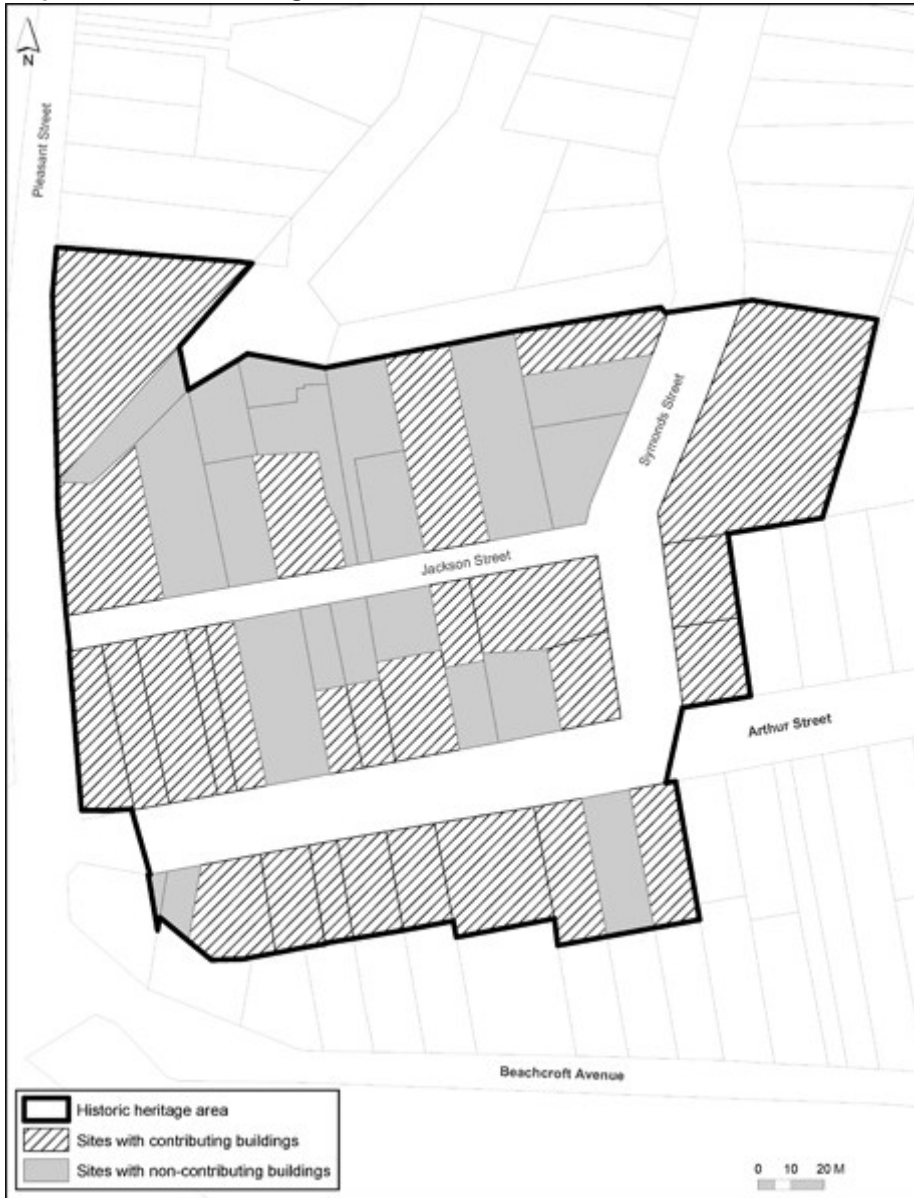 N
Pleasant Street
Symonds Street
Jackson Street
Arthur Street
Beachcroft Avenue
Historic heritage area
Sites with contributing buildings
Sites with non-contributing buildings
0 10 20 M